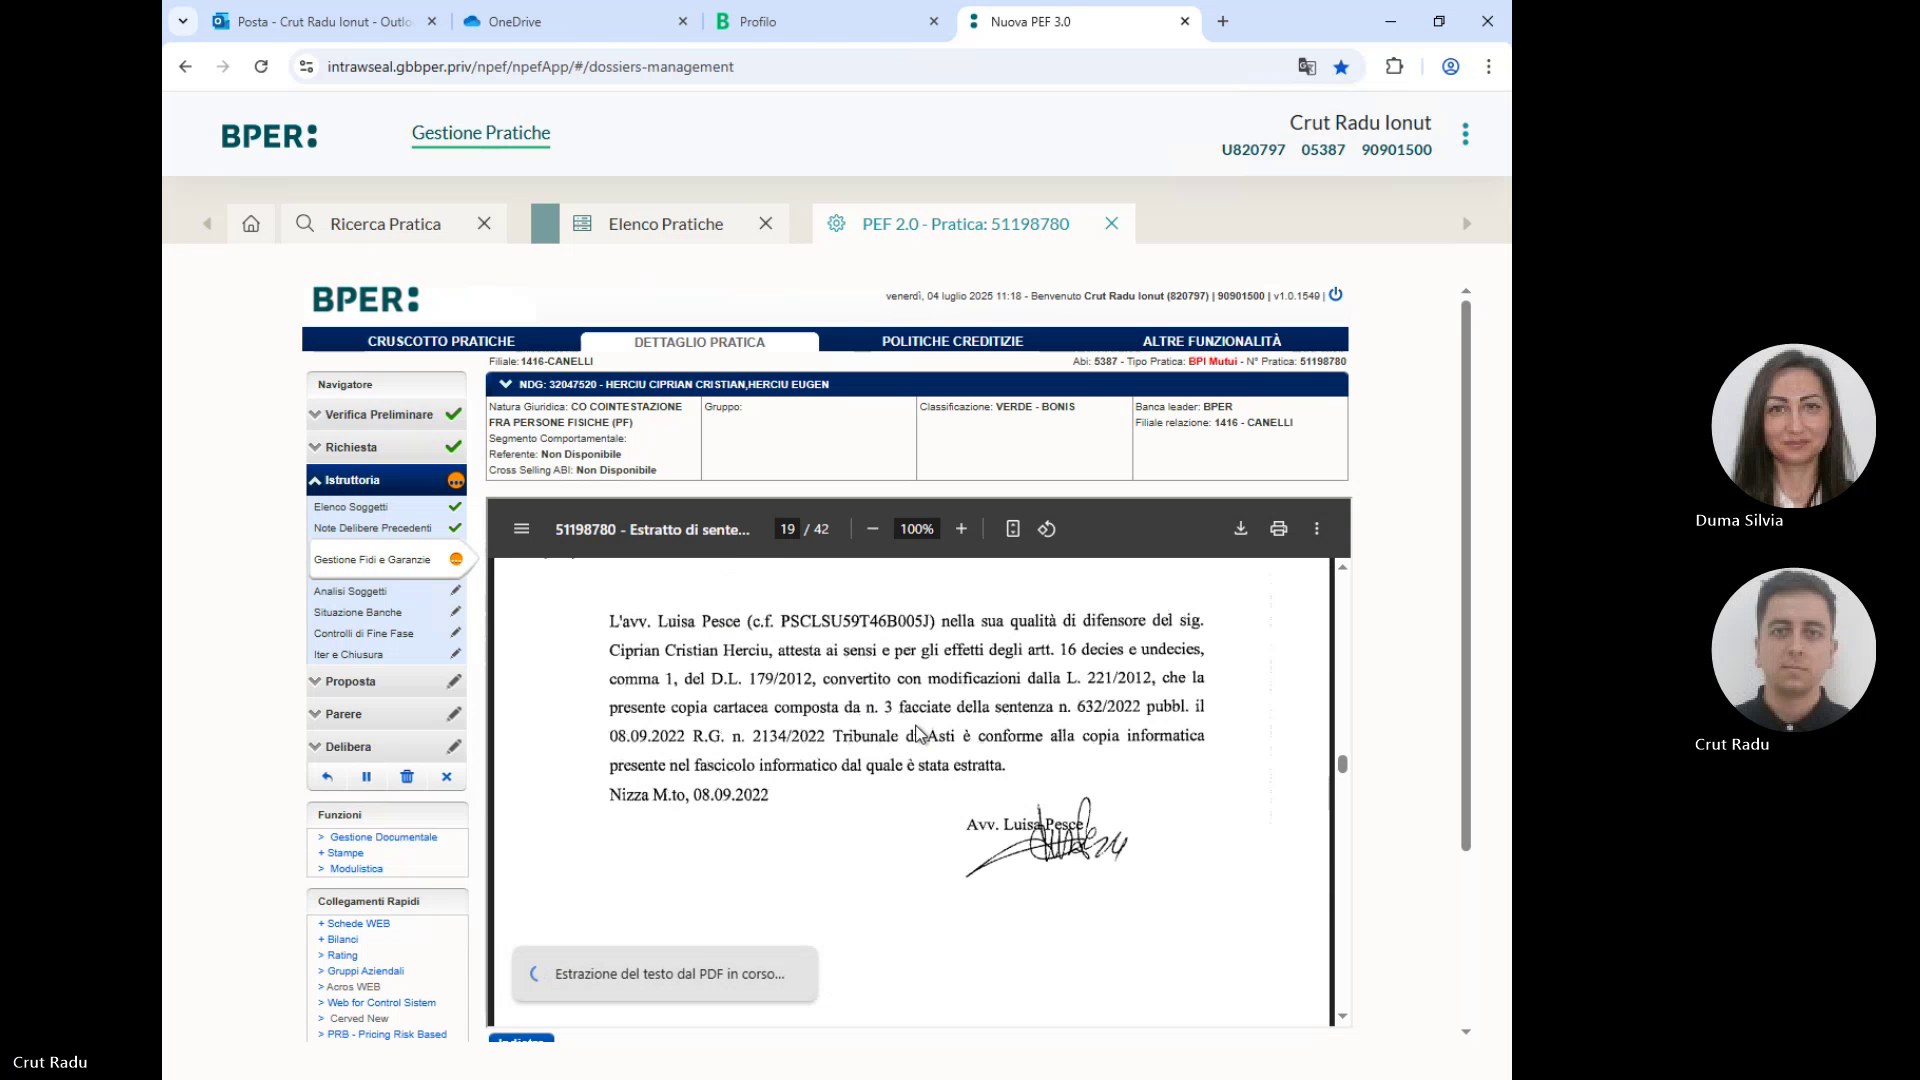 Posta - Crut Radu Ionut - Outlo
OneDrive
Profilo
Nuova PEF 3.0
intrawseal.gbbper.priv/npef/npefApp/#/dossiers-management
BPER:
Gestione Pratiche
Crut Radu Ionut
U820797 05387 90901500
Ricerca Pratica
Elenco Pratiche
PEF 2.0 - Pratica: 51198780
BPER:
venerdì, 04 luglio 2025 11:18 - Benvenuto Crut Radu Ionut (820797) | 90901500 | v1.0.1549 |
CRUSCOTTO PRATICHE
DETTAGLIO PRATICA
POLITICHE CREDITIZIE
ALTRE FUNZIONALITÀ
Filiale: 1416-CANELLI
Abi: 5387 - Tipo Pratica: BPI Mutui - N° Pratica: 51198780
Navigatore
Verifica Preliminare
Richiesta
Istruttoria
Elenco Soggetti
Note Delibere Precedenti
Gestione Fidi e Garanzie
Analisi Soggetti
Situazione Banche
Controlli di Fine Fase
Iter e Chiusura
Proposta
Parere
Delibera
Funzioni
> Gestione Documentale
+ Stampe
> Modulistica
Collegamenti Rapidi
+ Schede WEB
+ Bilanci
> Rating
> Gruppi Aziendali
> Acros WEB
> Web for Control Sistem
> Cerved New
> PRB - Pricing Risk Based
NDG: 32047520 - HERCIU CIPRIAN CRISTIAN,HERCIU EUGEN
Natura Giuridica: CO COINTESTAZIONE
FRA PERSONE FISICHE (PF)
Segmento Comportamentale:
Referente: Non Disponibile
Cross Selling ABI: Non Disponibile
Gruppo:
Classificazione: VERDE - BONIS
Banca leader: BPER
Filiale relazione: 1416 - CANELLI
51198780 - Estratto di sente...
19 / 42
100%
L'avv. Luisa Pesce (c.f. PSCLSU59T46B005J) nella sua qualità di difensore del sig.
Ciprian Cristian Herciu, attesta ai sensi e per gli effetti degli artt. 16 decies e undecies,
comma 1, del D.L. 179/2012, convertito con modificazioni dalla L. 221/2012, che la
presente copia cartacea composta da n. 3 facciate della sentenza n. 632/2022 pubbl. il
08.09.2022 R.G. n. 2134/2022 Tribunale di Asti è conforme alla copia informatica
presente nel fascicolo informatico dal quale è stata estratta.
Nizza M.to, 08.09.2022
Avv. Luisa Pesce
Estrazione del testo dal PDF in corso...
Indietro
Duma Silvia
Crut Radu
Crut Radu